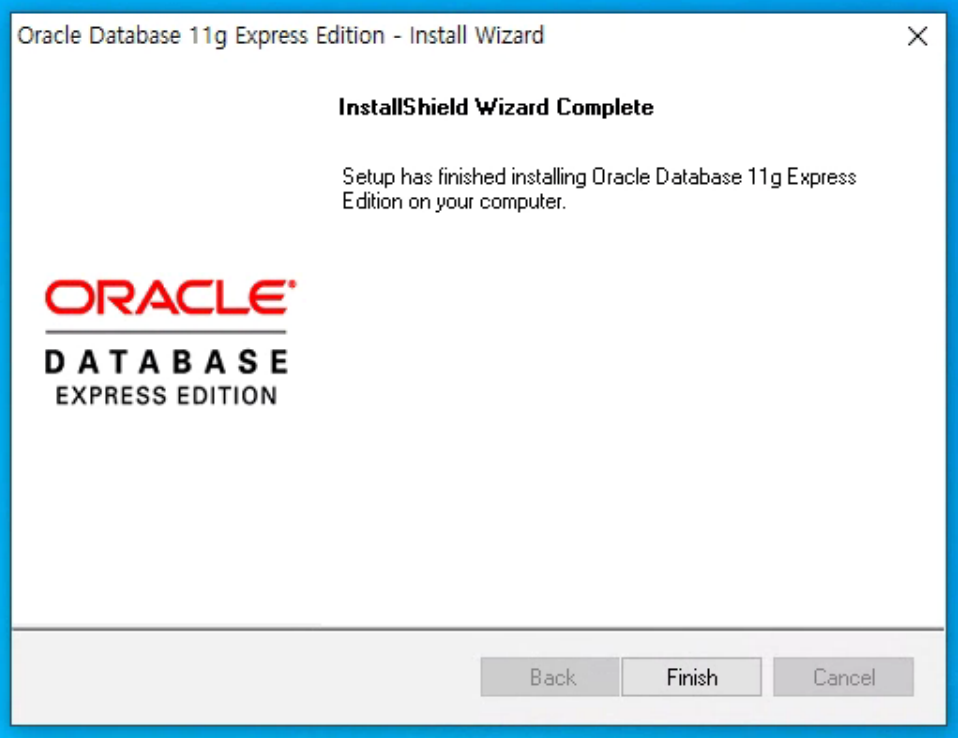 Oracle Database 11g Express Edition - Install Wizard
InstallShield Wizard Complete
Setup has finished installing Oracle Database 11g Express
Edition on your computer.
ORACLE
DATABASE
EXPRESS EDITION
Back
Finish
Cancel